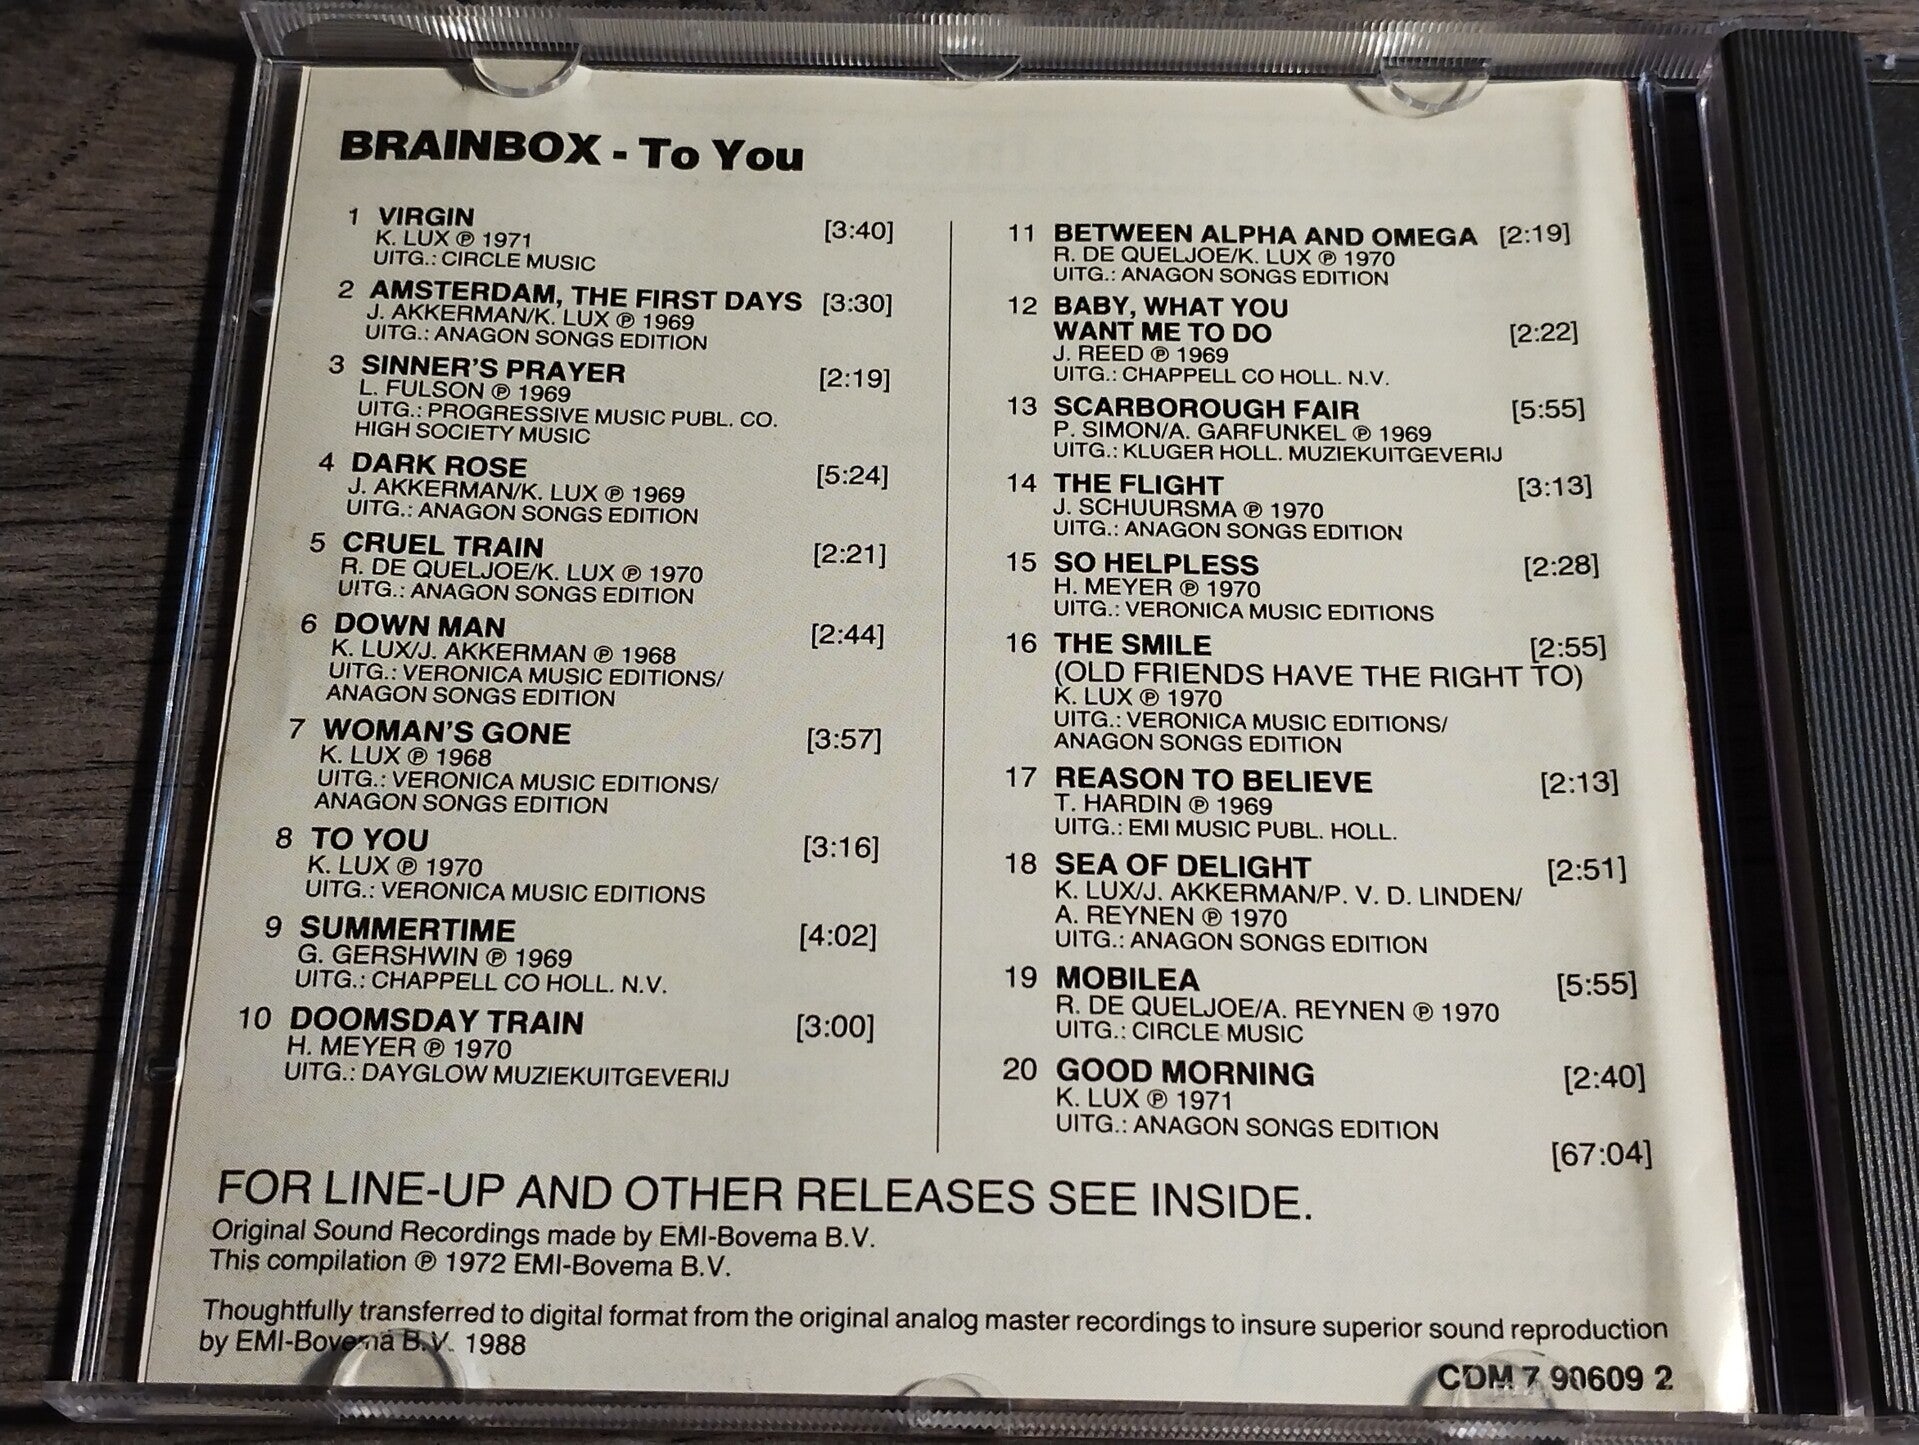 BRAINBOX - To You
1 VIRGIN [3:40]
K. LUX ℗ 1971
UITG.: CIRCLE MUSIC
2 AMSTERDAM, THE FIRST DAYS [3:30]
J. AKKERMAN/K. LUX ℗ 1969
UITG.: ANAGON SONGS EDITION
3 SINNER'S PRAYER [2:19]
L. FULSON ℗ 1969
UITG.: PROGRESSIVE MUSIC PUBL. CO.
HIGH SOCIETY MUSIC
4 DARK ROSE [5:24]
J. AKKERMAN/K. LUX ℗ 1969
UITG.: ANAGON SONGS EDITION
5 CRUEL TRAIN [2:21]
R. DE QUELJOE/K. LUX ℗ 1970
UITG.: ANAGON SONGS EDITION
6 DOWN MAN [2:44]
K. LUX/J. AKKERMAN ℗ 1968
UITG.: VERONICA MUSIC EDITIONS/
ANAGON SONGS EDITION
7 WOMAN'S GONE [3:57]
K. LUX ℗ 1968
UITG.: VERONICA MUSIC EDITIONS/
ANAGON SONGS EDITION
8 TO YOU [3:16]
K. LUX ℗ 1970
UITG.: VERONICA MUSIC EDITIONS
9 SUMMERTIME [4:02]
G. GERSHWIN ℗ 1969
UITG.: CHAPPELL CO HOLL. N.V.
10 DOOMSDAY TRAIN [3:00]
H. MEYER ℗ 1970
UITG.: DAYGLOW MUZIEKUITGEVERIJ
11 BETWEEN ALPHA AND OMEGA [2:19]
R. DE QUELJOE/K. LUX ℗ 1970
UITG.: ANAGON SONGS EDITION
12 BABY, WHAT YOU
WANT ME TO DO [2:22]
J. REED ℗ 1969
UITG.: CHAPPELL CO HOLL. N.V.
13 SCARBOROUGH FAIR [5:55]
P. SIMON/A. GARFUNKEL ℗ 1969
UITG.: KLUGER HOLL. MUZIEKUITGEVERIJ
14 THE FLIGHT [3:13]
J. SCHUURSMA ℗ 1970
UITG.: ANAGON SONGS EDITION
15 SO HELPLESS [2:28]
H. MEYER ℗ 1970
UITG.: VERONICA MUSIC EDITIONS
16 THE SMILE [2:55]
(OLD FRIENDS HAVE THE RIGHT TO)
K. LUX ℗ 1970
UITG.: VERONICA MUSIC EDITIONS/
ANAGON SONGS EDITION
17 REASON TO BELIEVE [2:13]
T. HARDIN ℗ 1969
UITG.: EMI MUSIC PUBL. HOLL.
18 SEA OF DELIGHT [2:51]
K. LUX/J. AKKERMAN/P. V. D. LINDEN/
A. REYNEN ℗ 1970
UITG.: ANAGON SONGS EDITION
19 MOBILEA [5:55]
R. DE QUELJOE/A. REYNEN ℗ 1970
UITG.: CIRCLE MUSIC
20 GOOD MORNING [2:40]
K. LUX ℗ 1971
UITG.: ANAGON SONGS EDITION
[67:04]
FOR LINE-UP AND OTHER RELEASES SEE INSIDE.
Original Sound Recordings made by EMI-Bovema B.V.
This compilation ℗ 1972 EMI-Bovema B.V.
Thoughtfully transferred to digital format from the original analog master recordings to insure superior sound reproduction
by EMI-Bovema B.V. 1988
CDM 7 90609 2